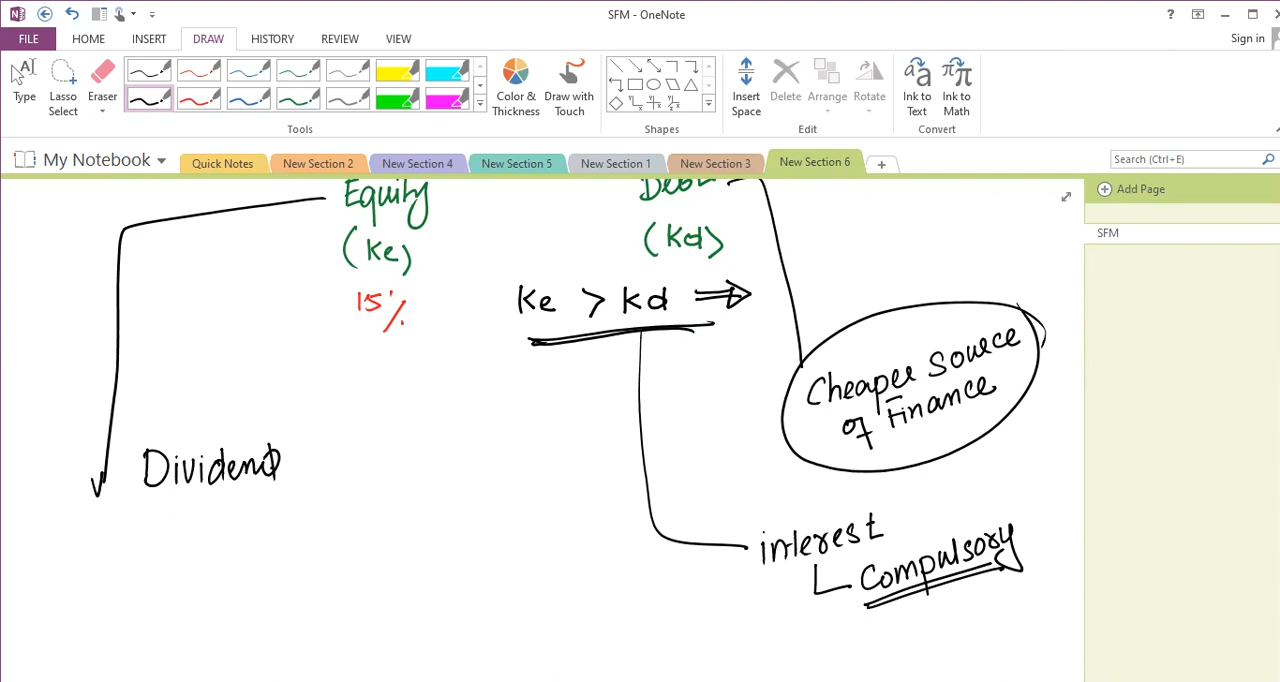 SFM - OneNote
Sign in
FILE HOME INSERT DRAW HISTORY REVIEW VIEW
Type
Lasso Select
Eraser
Color & Thickness
Draw with Touch
Insert Space
Delete
Arrange
Rotate
Ink to Text
Ink to Math
Tools
Shapes
Edit
Convert
My Notebook
Quick Notes
New Section 2
New Section 4
New Section 5
New Section 1
New Section 3
New Section 6
Search (Ctrl+E)
Add Page
SFM
Equity
(Ke)
15%
Debt
(Kd)
Ke > Kd ⇒
Cheaper Source
of Finance
Dividend
interest
Compulsory